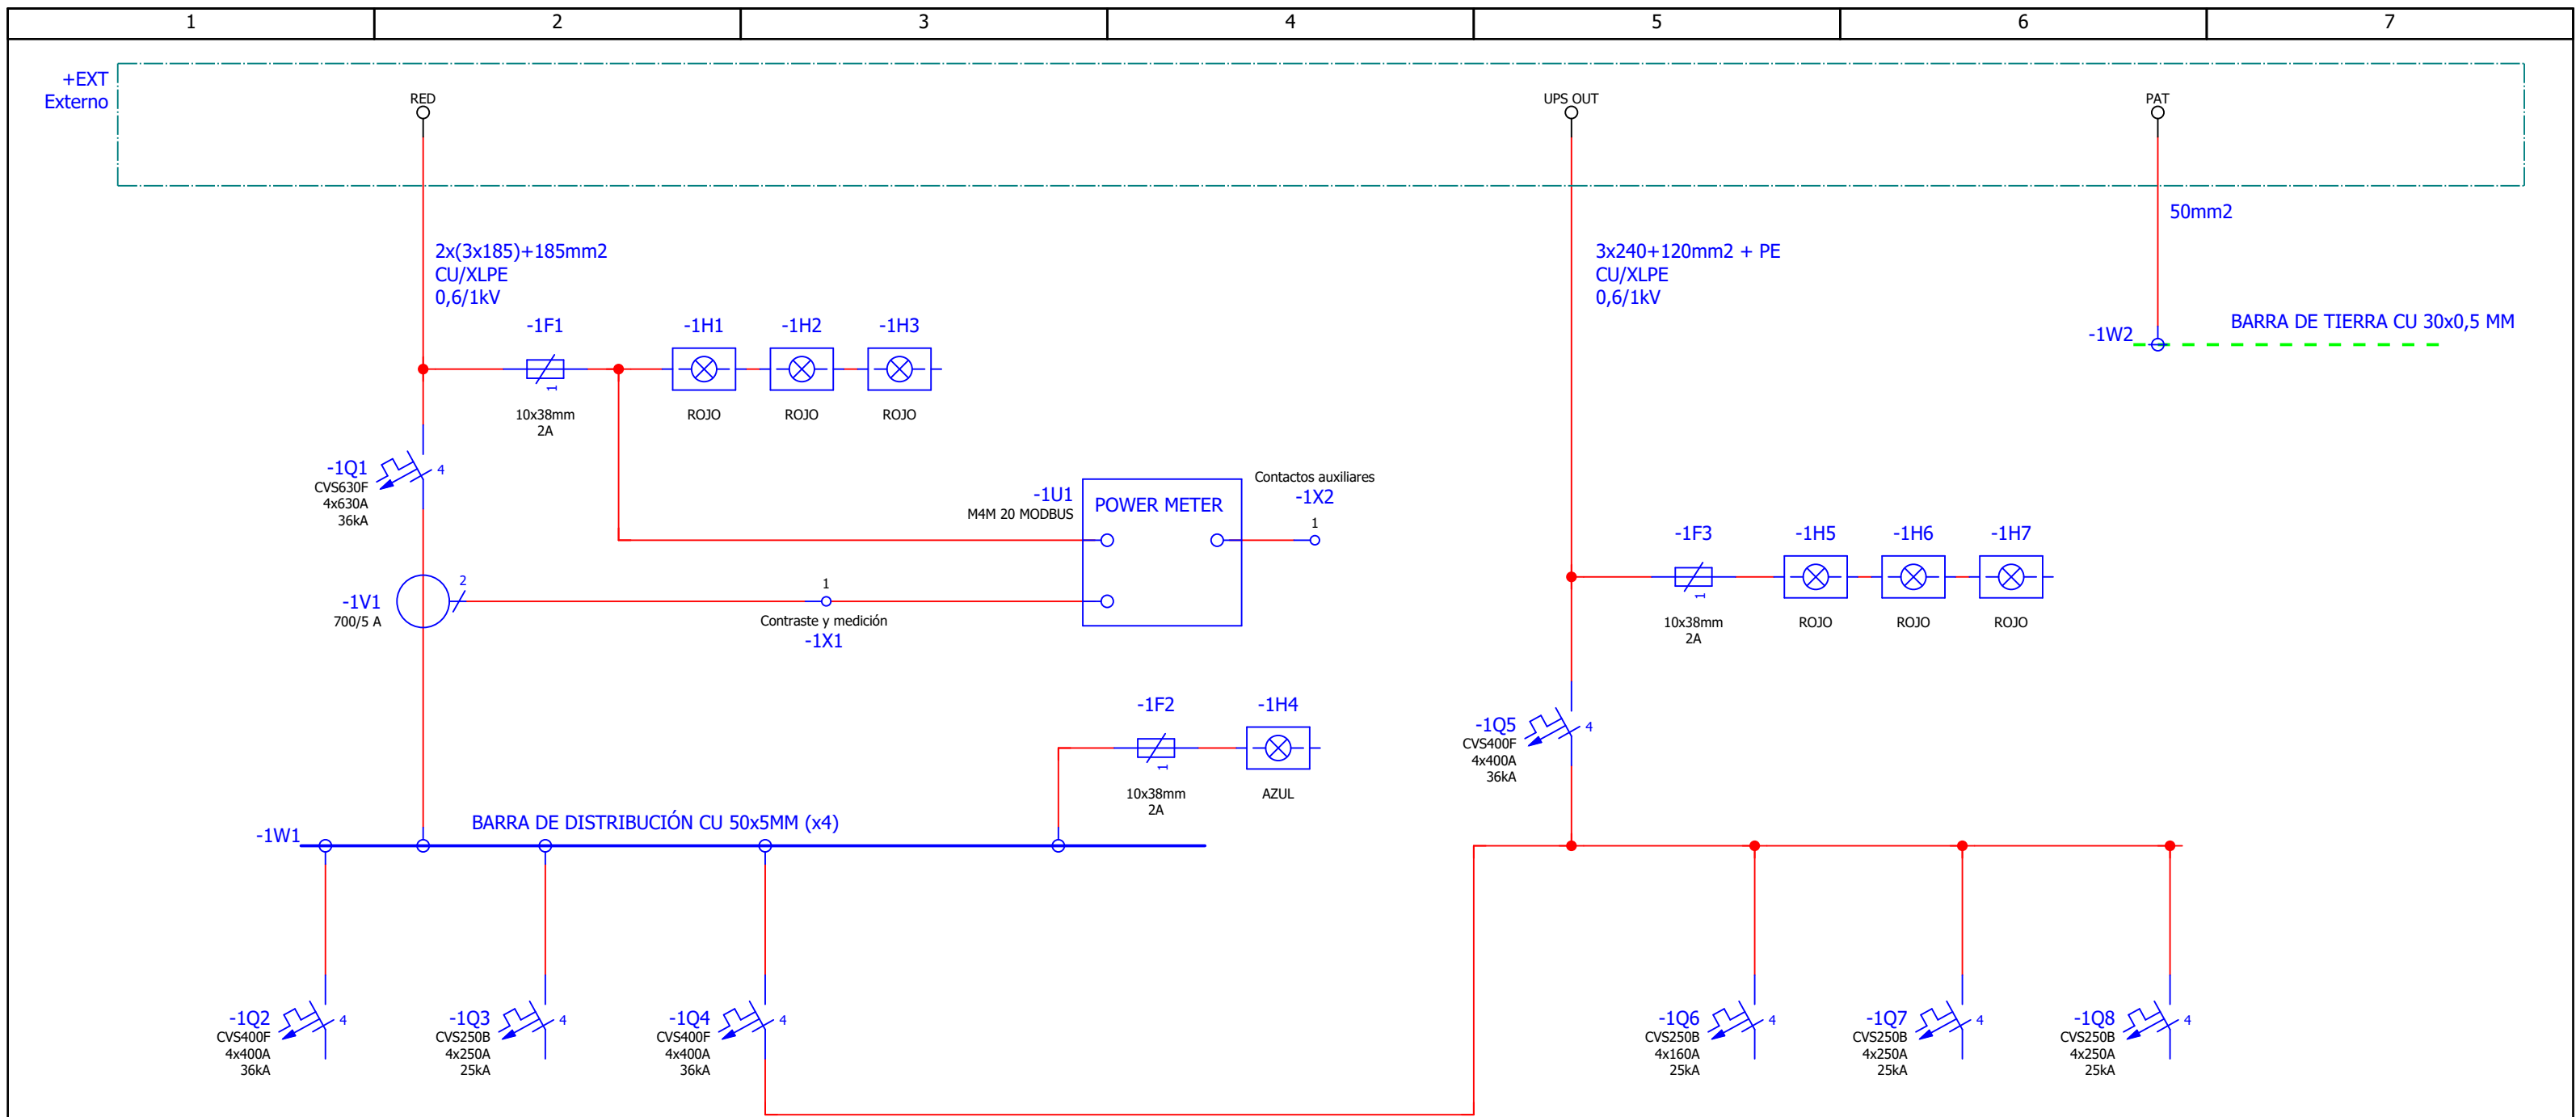 1 2 3 4 5 6 7
+EXT
Externo
RED
UPS OUT
PAT
50mm2
2x(3x185)+185mm2
CU/XLPE
0,6/1kV
3x240+120mm2 + PE
CU/XLPE
0,6/1kV
-1F1
1
10x38mm
2A
-1H1
ROJO
-1H2
ROJO
-1H3
ROJO
-1W2
BARRA DE TIERRA CU 30x0,5 MM
-1Q1
CVS630F
4x630A
36kA
4
-1U1
M4M 20 MODBUS
POWER METER
Contactos auxiliares
-1X2
1
-1V1
700/5 A
2
1
Contraste y medición
-1X1
-1F3
1
10x38mm
2A
-1H5
ROJO
-1H6
ROJO
-1H7
ROJO
-1F2
1
10x38mm
2A
-1H4
AZUL
-1Q5
CVS400F
4x400A
36kA
4
-1W1
BARRA DE DISTRIBUCIÓN CU 50x5MM (x4)
-1Q2
CVS400F
4x400A
36kA
4
-1Q3
CVS250B
4x250A
25kA
4
-1Q4
CVS400F
4x400A
36kA
4
-1Q6
CVS250B
4x160A
25kA
4
-1Q7
CVS250B
4x250A
25kA
4
-1Q8
CVS250B
4x250A
25kA
4